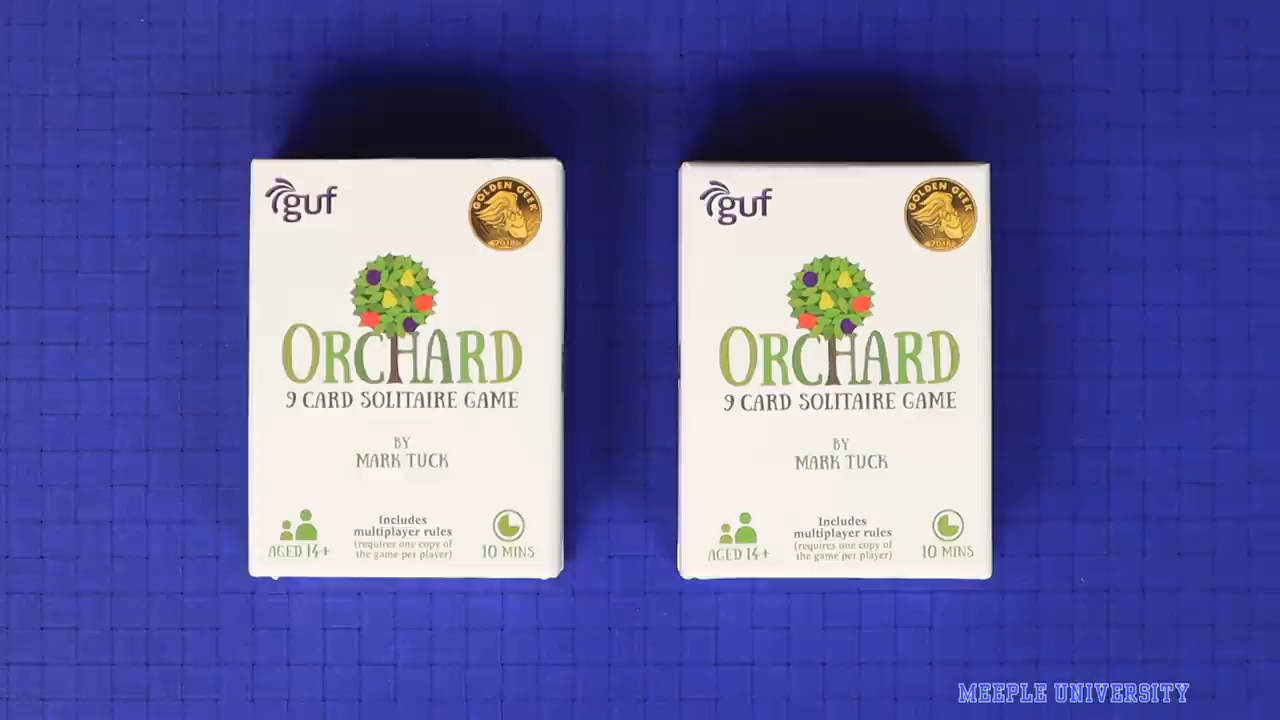 guf
GOLDEN GEEK
2018
ORCHARD
9 CARD SOLITAIRE GAME
BY
MARK TUCK
AGED 14+
Includes
multiplayer rules
(requires one copy of
the game per player)
10 MINS
guf
GOLDEN GEEK
2018
ORCHARD
9 CARD SOLITAIRE GAME
BY
MARK TUCK
AGED 14+
Includes
multiplayer rules
(requires one copy of
the game per player)
10 MINS
MEEPLE UNIVERSITY